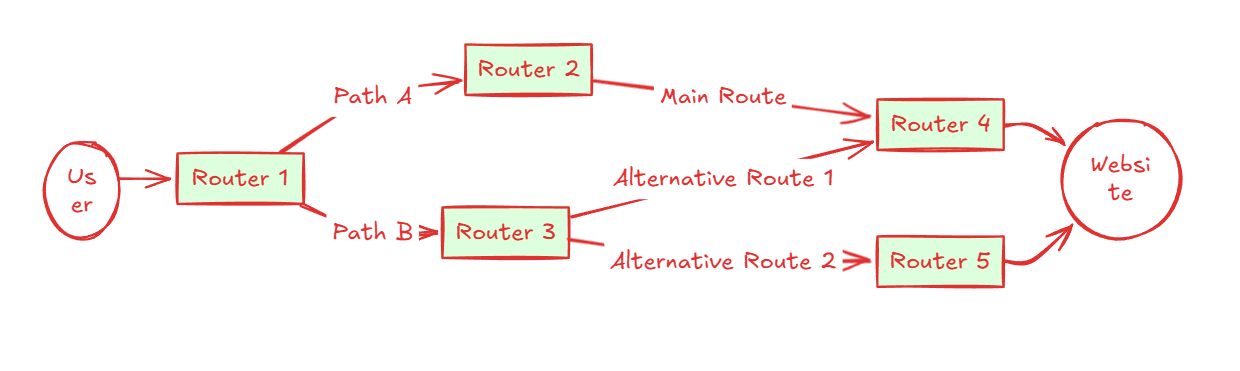 Us
er
Router 1
Path A
Path B
Router 2
Router 3
Main Route
Alternative Route 1
Alternative Route 2
Router 4
Router 5
Websi
te